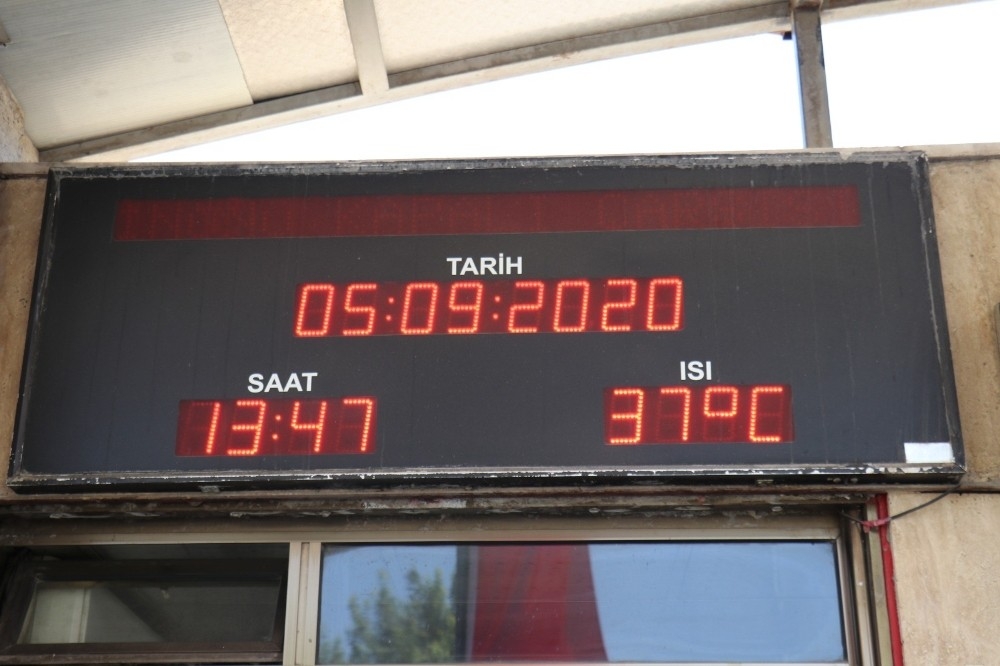 TARİH
05:09:2020
SAAT
13:47
ISI
37°C